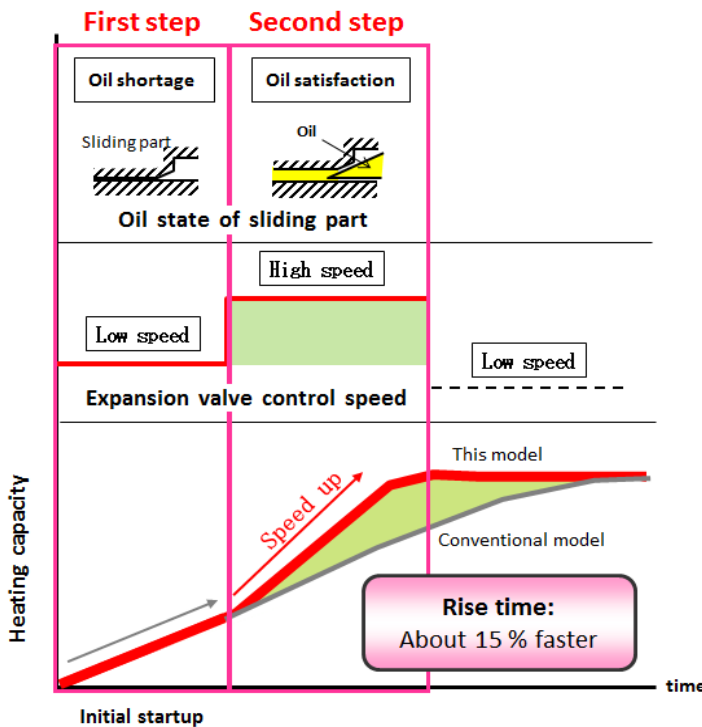 First step
Second step
Oil shortage
Oil satisfaction
Sliding part
Oil
Oil state of sliding part
High speed
Low speed
Low speed
Expansion valve control speed
This model
Speed up
Conventional model
Heating capacity
Rise time:
About 15 % faster
time
Initial startup